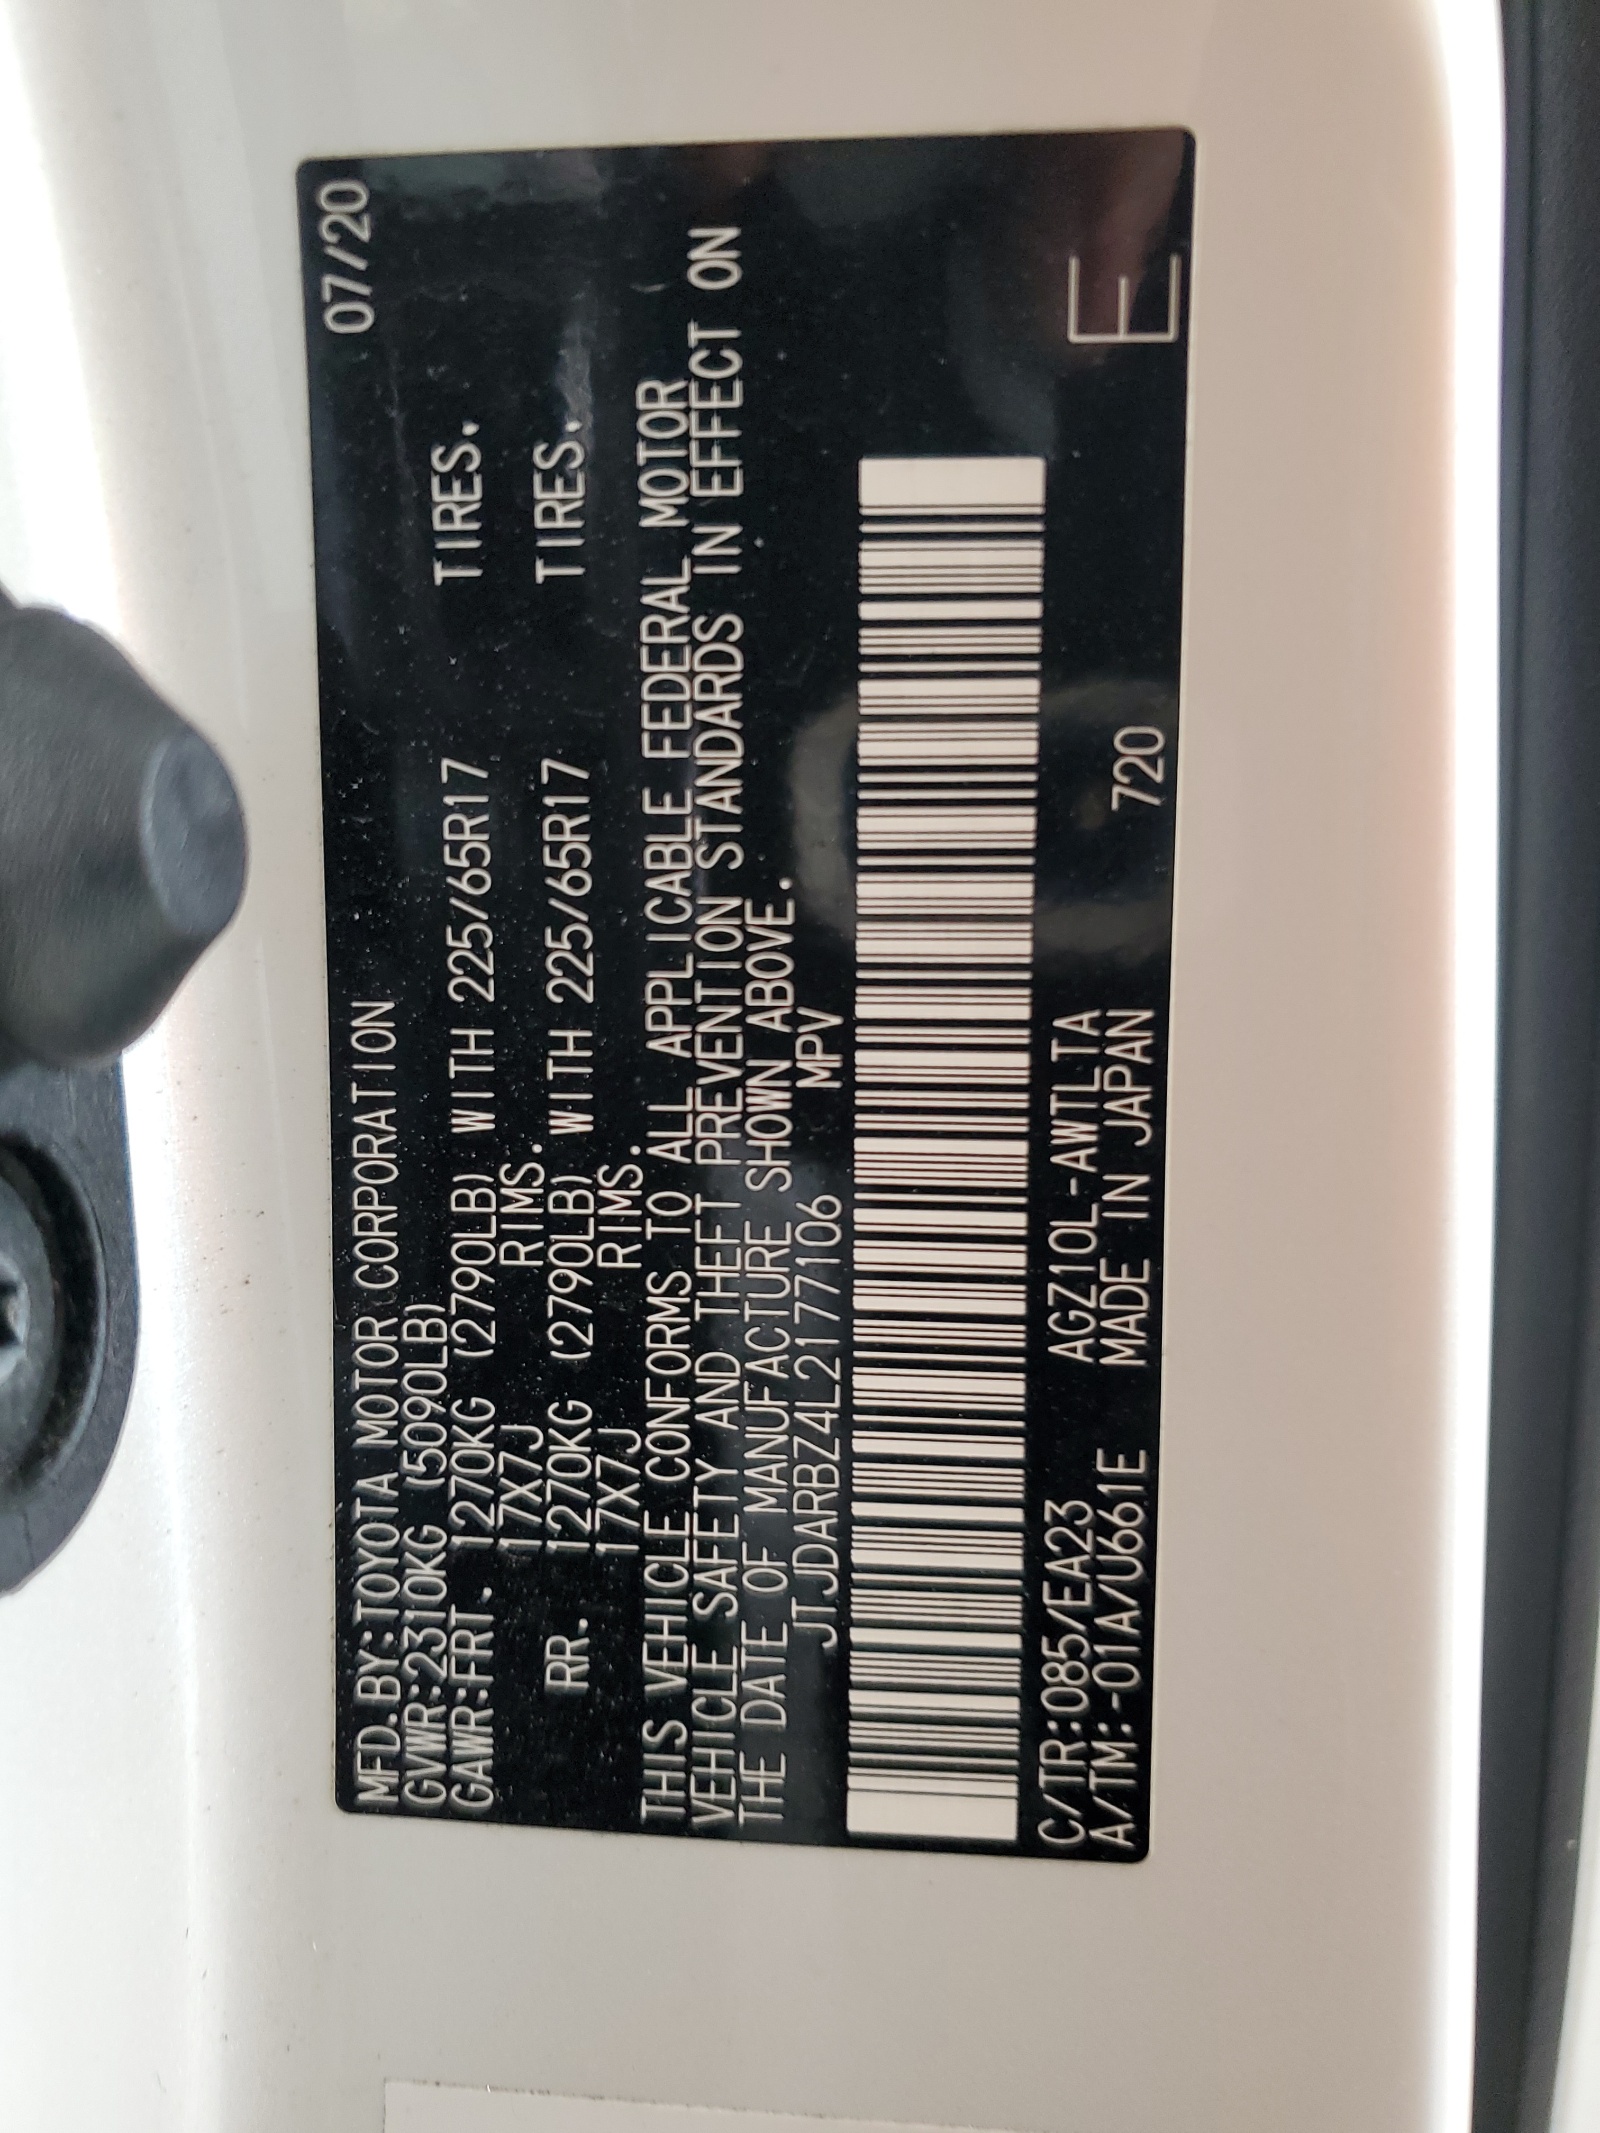 MFD.BY:TOYOTA MOTOR CORPORATION 07/20
GVWR:2310KG (5090LB)
GAWR:FRT. 1270KG (2790LB) WITH 225/65R17 TIRES.
17X7J RIMS.
RR. 1270KG (2790LB) WITH 225/65R17 TIRES.
17X7J RIMS.
THIS VEHICLE CONFORMS TO ALL APPLICABLE FEDERAL MOTOR
VEHICLE SAFETY AND THEFT PREVENTION STANDARDS IN EFFECT ON
THE DATE OF MANUFACTURE SHOWN ABOVE.
JTJDARBZ4L2177106 MPV
C/TR:085/EA23 AGZ10L-AWTLTA 720
A/TM:-01A/U661E MADE IN JAPAN E